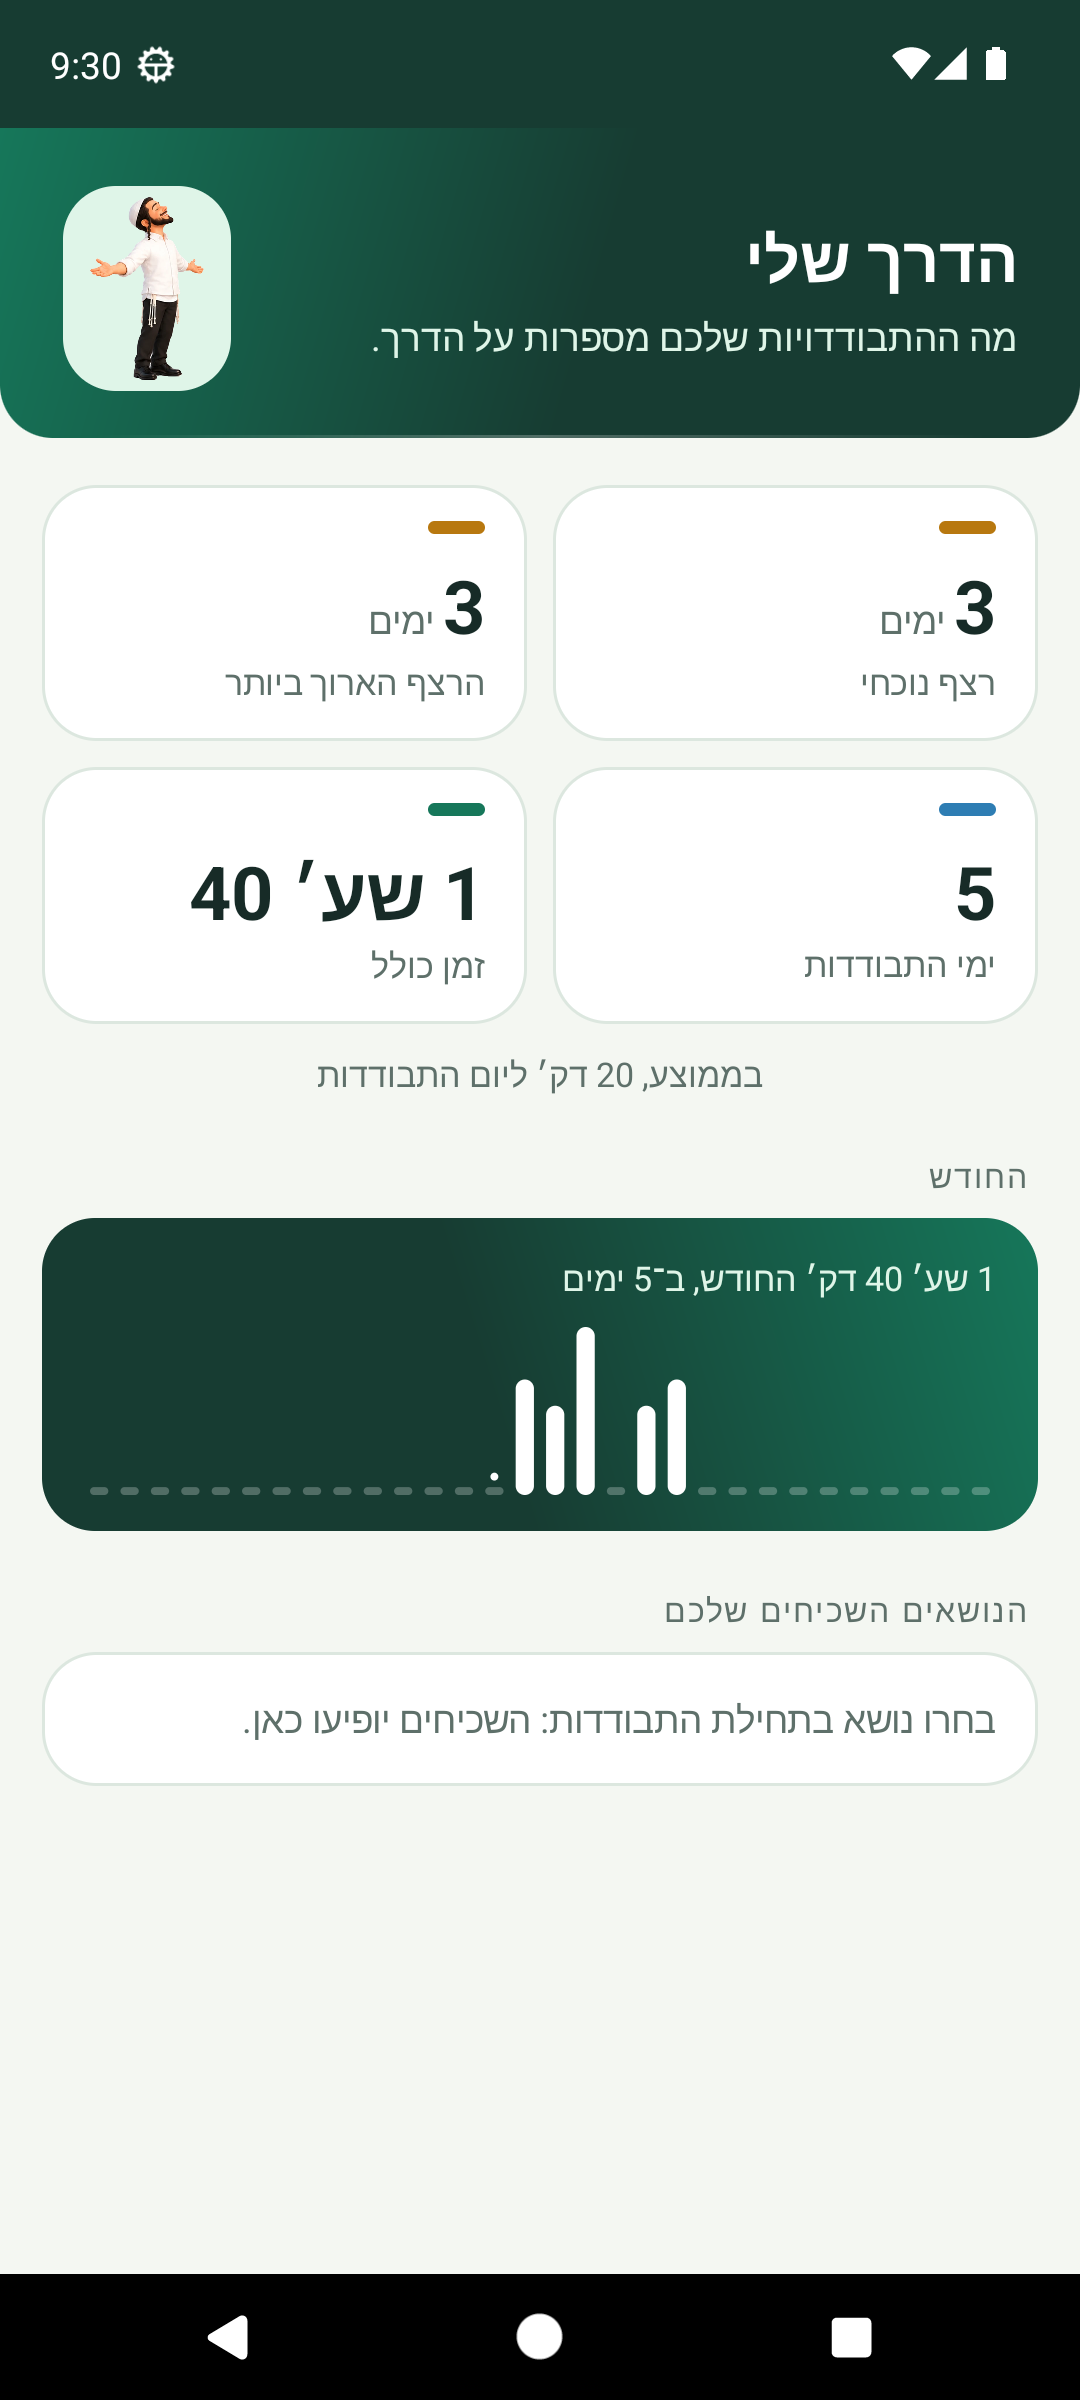 9:30
הדרך שלי
מה ההתבודדויות שלכם מספרות על הדרך.
3 ימים
רצף נוכחי
3 ימים
הרצף הארוך ביותר
5
ימי התבודדות
1 שע׳ 40
זמן כולל
בממוצע, 20 דק׳ ליום התבודדות
החודש
1 שע׳ 40 דק׳ החודש, ב־5 ימים
הנושאים השכיחים שלכם
בחרו נושא בתחילת התבודדות: השכיחים יופיעו כאן.